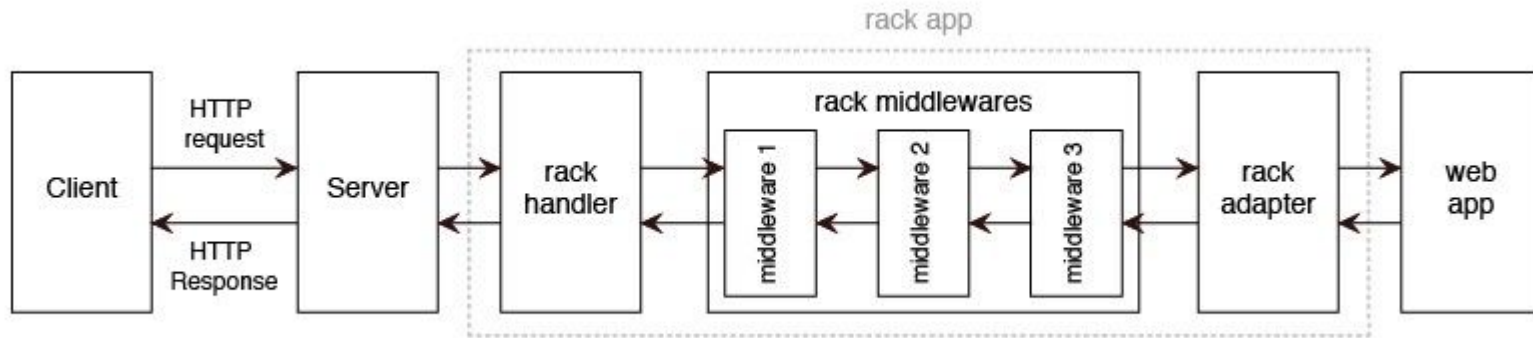 rack app
Client
HTTP
request
HTTP
Response
Server
rack
handler
rack middlewares
middleware 1
middleware 2
middleware 3
rack
adapter
web
app